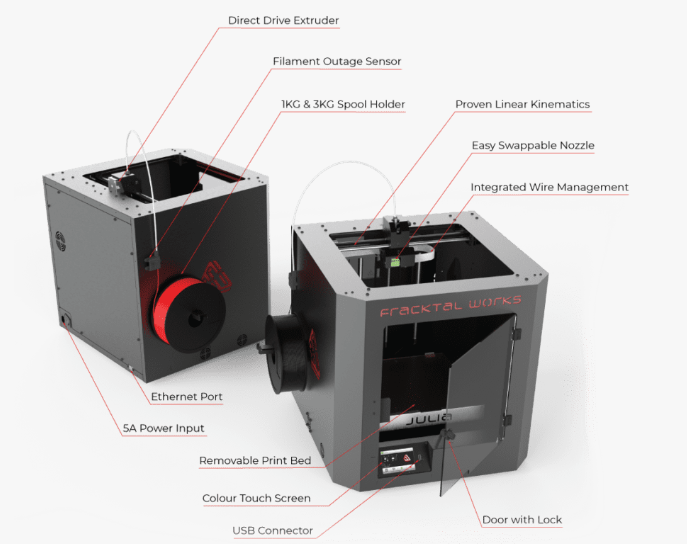 Direct Drive Extruder
Filament Outage Sensor
1KG & 3KG Spool Holder
Proven Linear Kinematics
Easy Swappable Nozzle
Integrated Wire Management
FRACKTAL WORKS
JULIA
Ethernet Port
5A Power Input
Removable Print Bed
Colour Touch Screen
USB Connector
Door with Lock